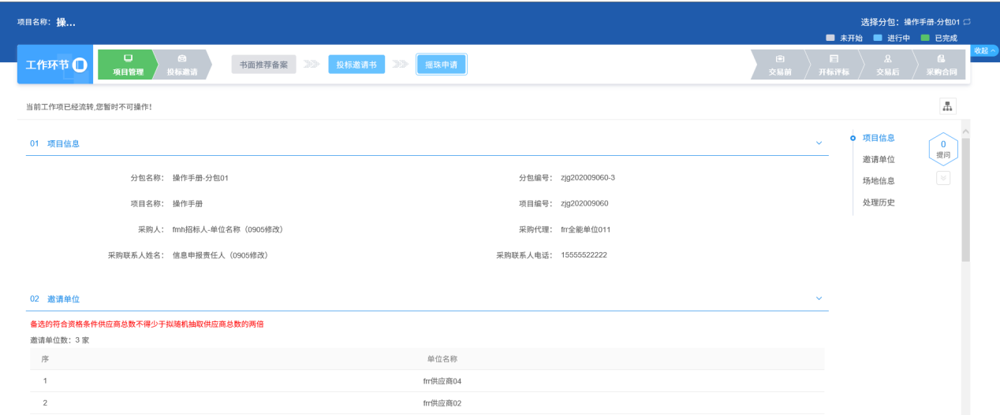 项目名称: 操...
选择分包: 操作手册-分包01
未开始 进行中 已完成
收起
工作环节 项目管理 投标邀请 书面推荐备案 投标邀请书 摇珠申请 交易前 开标评标 交易后 采购合同
当前工作项已经流转,您暂时不可操作!
01 项目信息
项目信息
邀请单位
场地信息
处理历史
0
提问
分包名称: 操作手册-分包01 分包编号: zjg202009060-3
项目名称: 操作手册 项目编号: zjg202009060
采购人: fmh招标人-单位名称（0905修改） 采购代理: frr全能单位011
采购联系人姓名: 信息申报责任人（0905修改） 采购联系人电话: 15555522222
02 邀请单位
备选的符合资格条件供应商总数不得少于拟随机抽取供应商总数的两倍
邀请单位数: 3 家
序 单位名称
1 frr供应商04
2 frr供应商02